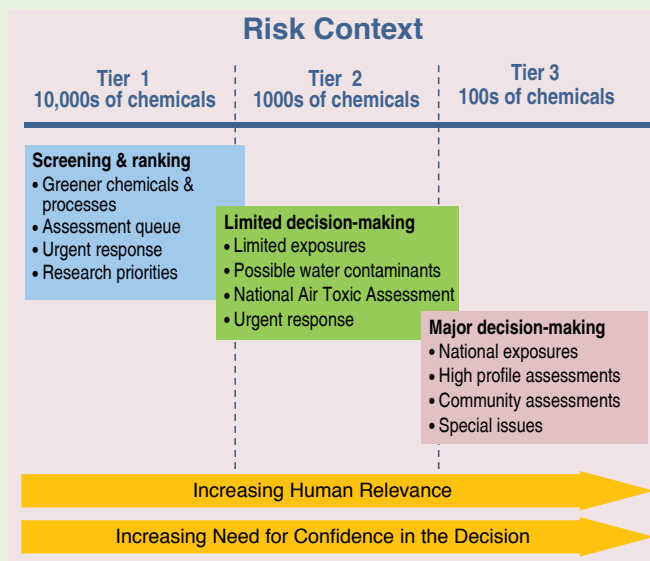 Risk Context
Tier 1
10,000s of chemicals
Tier 2
1000s of chemicals
Tier 3
100s of chemicals
Screening & ranking
• Greener chemicals &
processes
• Assessment queue
• Urgent response
• Research priorities
Limited decision-making
• Limited exposures
• Possible water contaminants
• National Air Toxic Assessment
• Urgent response
Major decision-making
• National exposures
• High profile assessments
• Community assessments
• Special issues
Increasing Human Relevance
Increasing Need for Confidence in the Decision